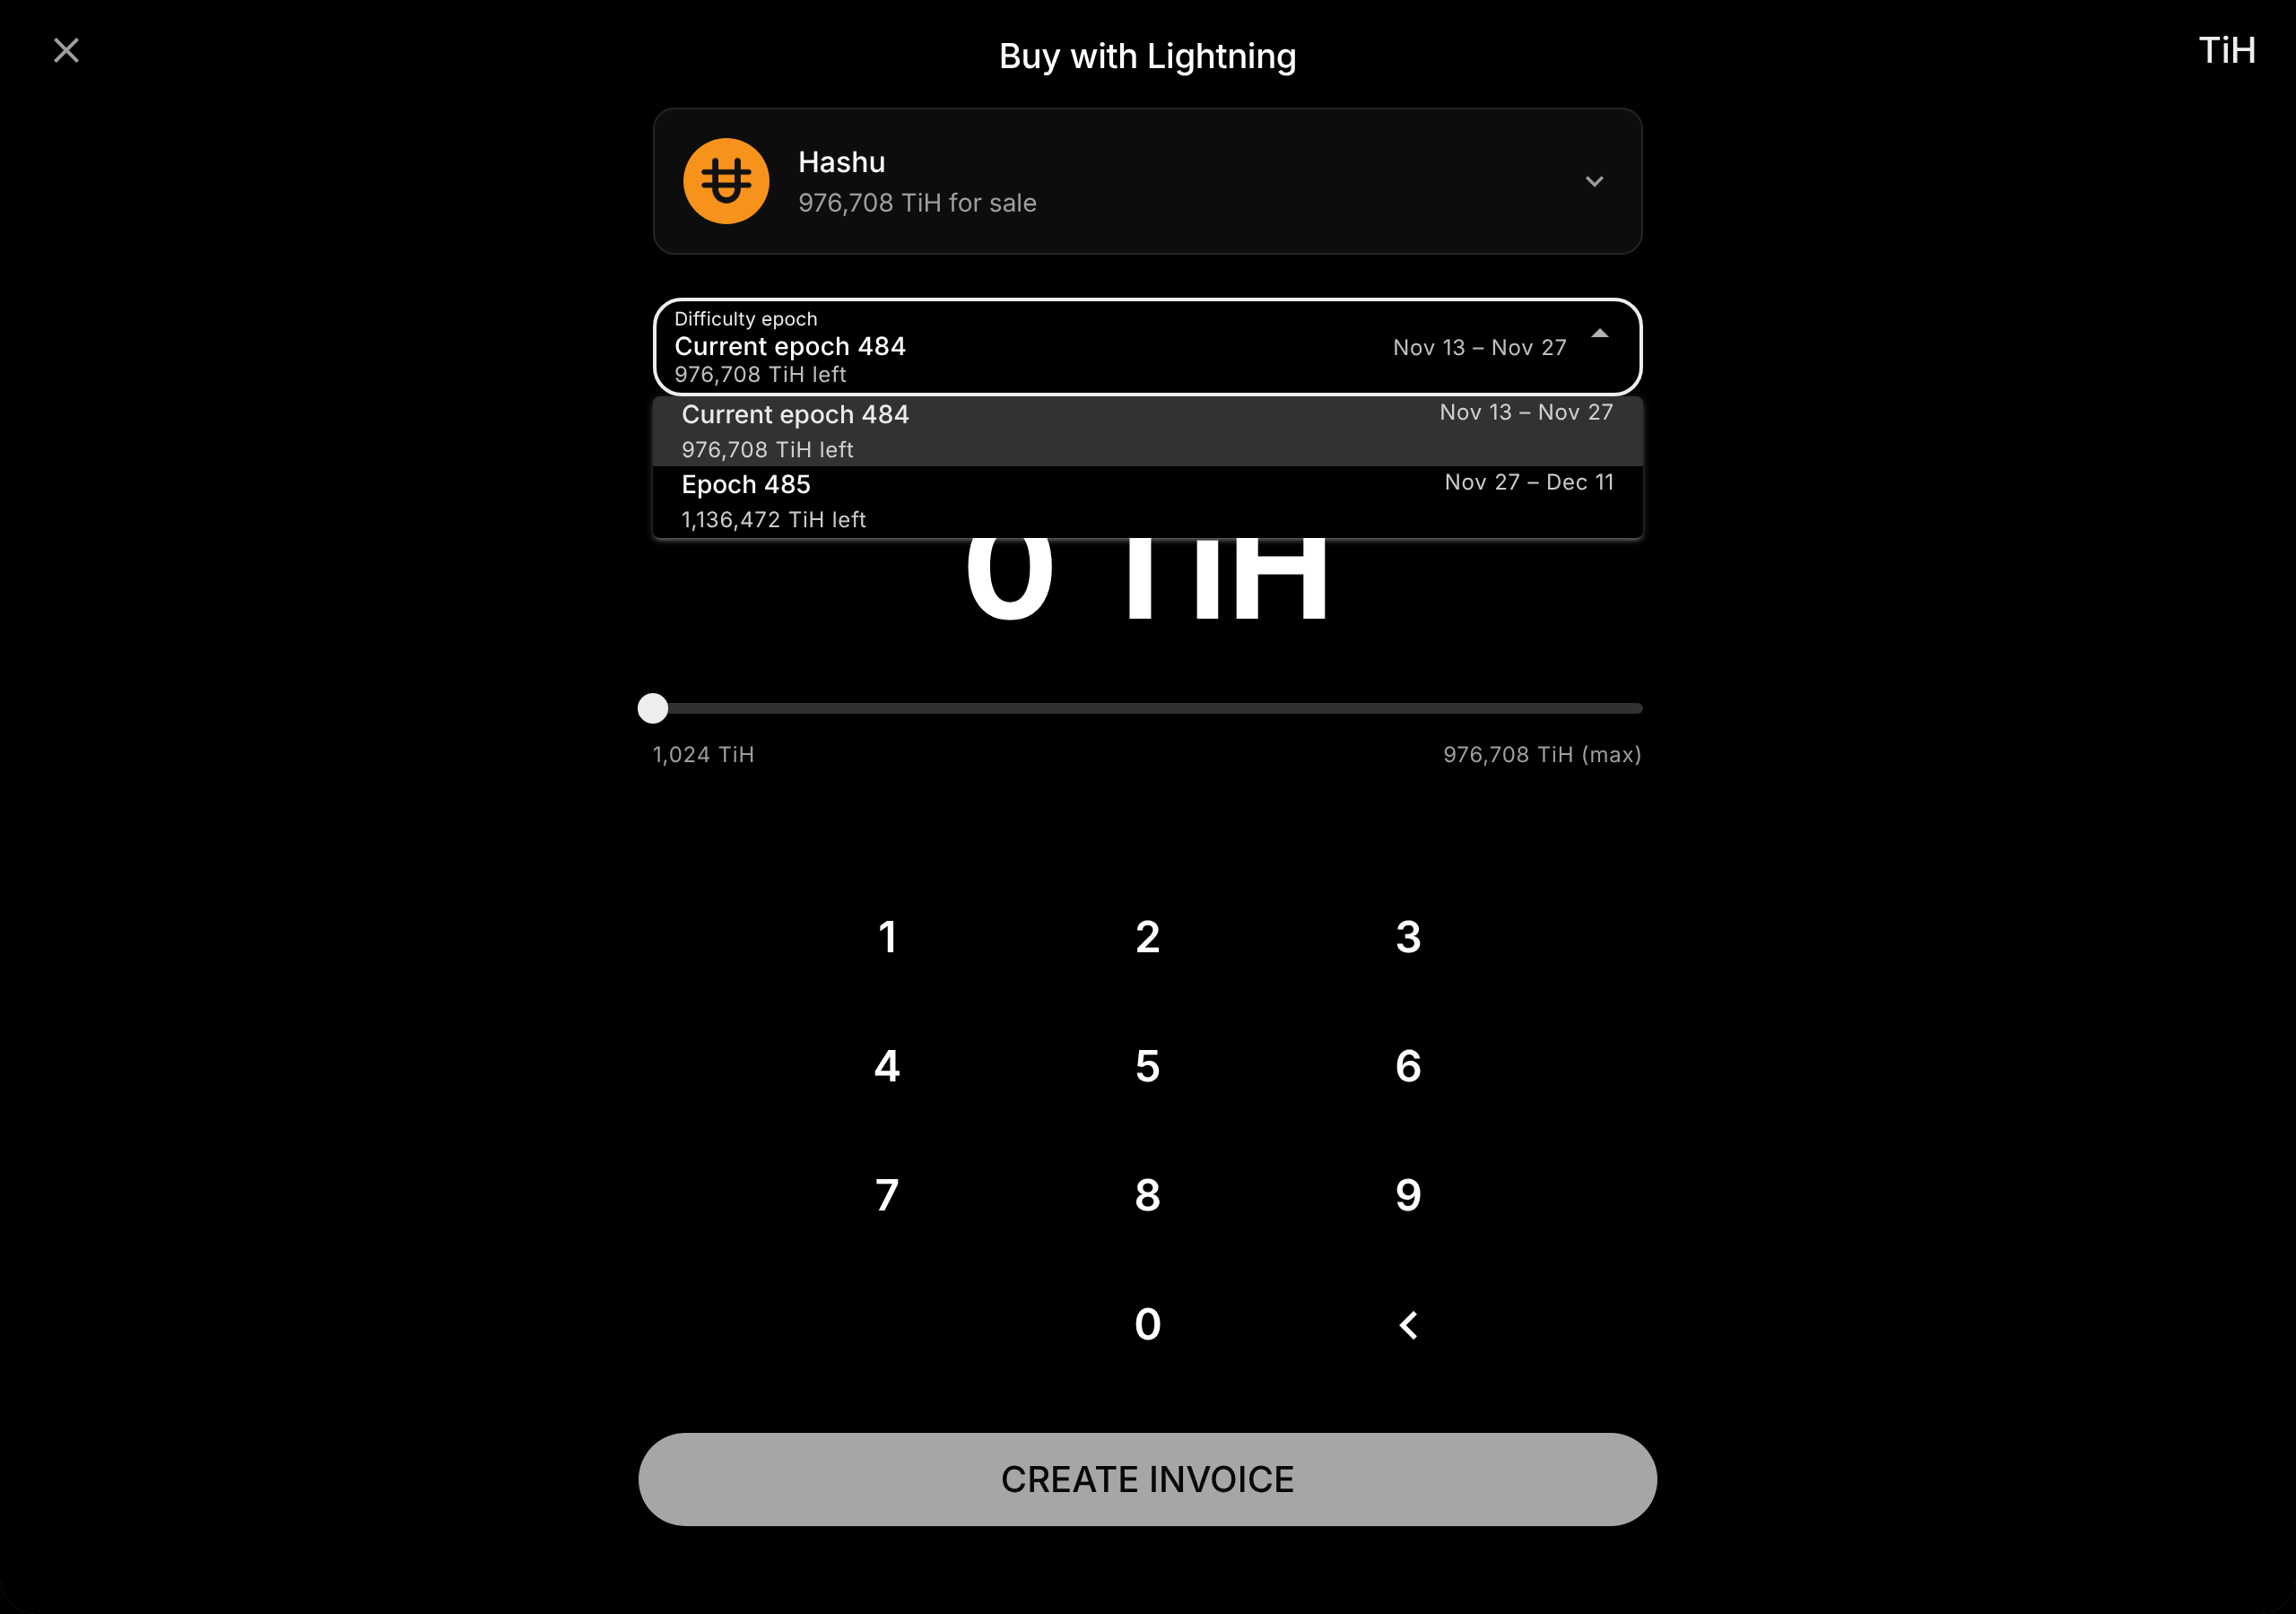 Buy with Lightning
TiH
Hashu
976,708 TiH for sale
Difficulty epoch
Current epoch 484
Nov 13 – Nov 27
976,708 TiH left
Current epoch 484
Nov 13 – Nov 27
976,708 TiH left
Epoch 485
Nov 27 – Dec 11
1,136,472 TiH left
0 TiH
1,024 TiH
976,708 TiH (max)
1 2 3
4 5 6
7 8 9
0
CREATE INVOICE